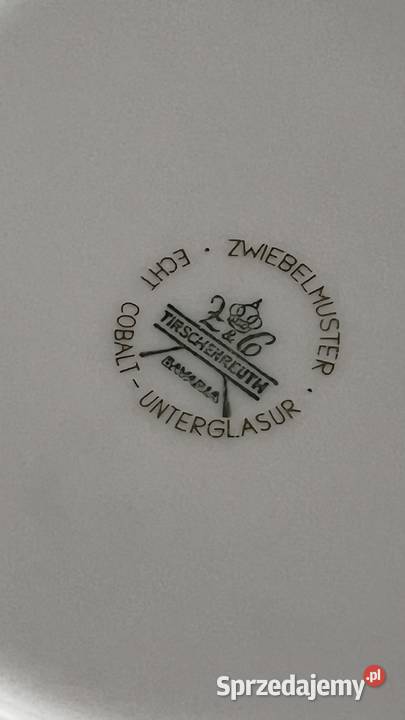 ZWIEBELMUSTER · ECHT COBALT - UNTERGLASUR ·
Z & C
TIRSCHENREUTH
BAVARIA
Sprzedajemy.pl